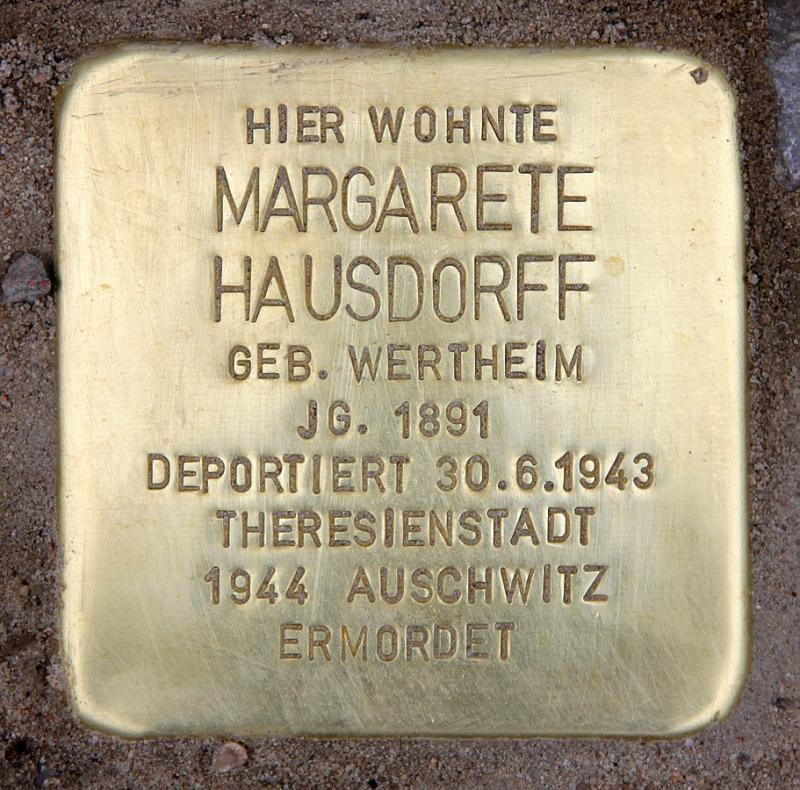 HIER WOHNTE
MARGARETE
HAUSDORFF
GEB. WERTHEIM
JG. 1891
DEPORTIERT 30.6.1943
THERESIENSTADT
1944 AUSCHWITZ
ERMORDET